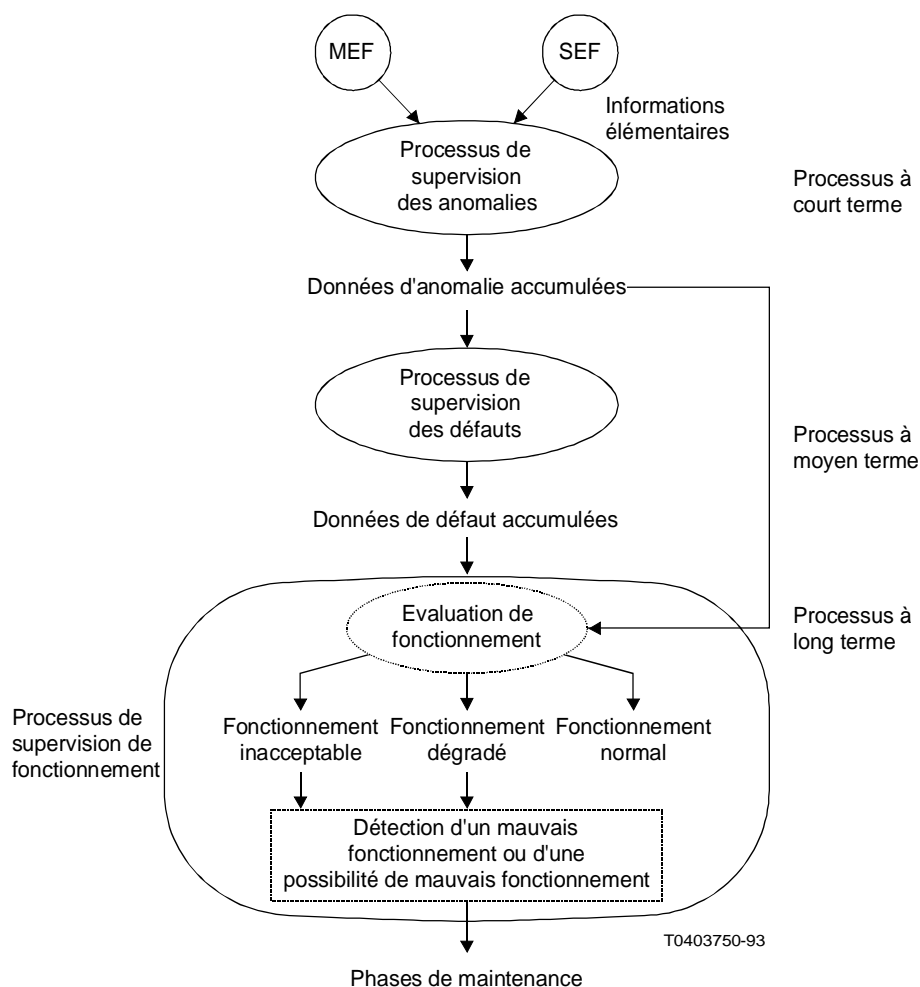 MEF
SEF
Informations
élémentaires
Processus de
supervision
des anomalies
Processus à
court terme
Données d'anomalie accumulées
Processus de
supervision
des défauts
Processus à
moyen terme
Données de défaut accumulées
Evaluation de
fonctionnement
Processus à
long terme
Processus de
supervision de
fonctionnement
Fonctionnement
inacceptable
Fonctionnement
dégradé
Fonctionnement
normal
Détection d'un mauvais
fonctionnement ou d'une
possibilité de mauvais fonctionnement
T0403750-93
Phases de maintenance